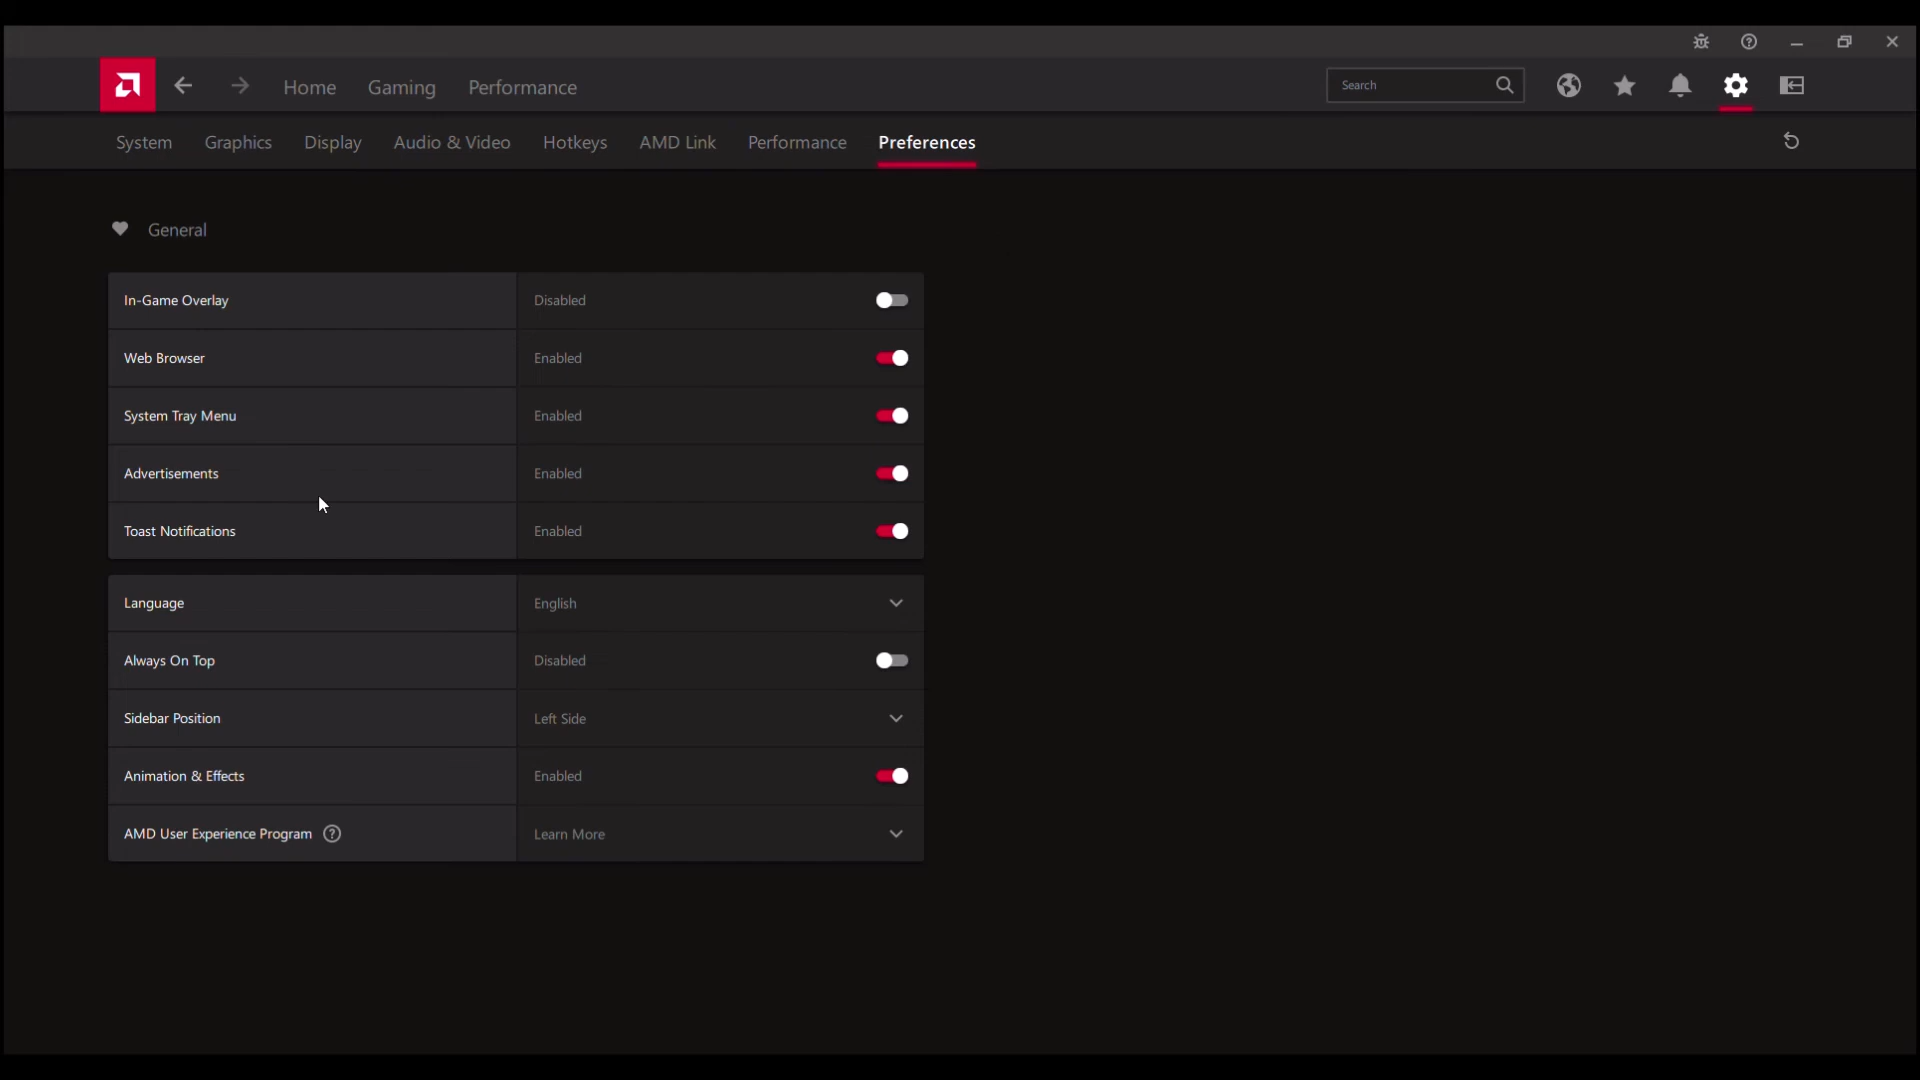 Home Gaming Performance Search
System Graphics Display Audio & Video Hotkeys AMD Link Performance Preferences
General
In-Game Overlay Disabled
Web Browser Enabled
System Tray Menu Enabled
Advertisements Enabled
Toast Notifications Enabled
Language English
Always On Top Disabled
Sidebar Position Left Side
Animation & Effects Enabled
AMD User Experience Program Learn More